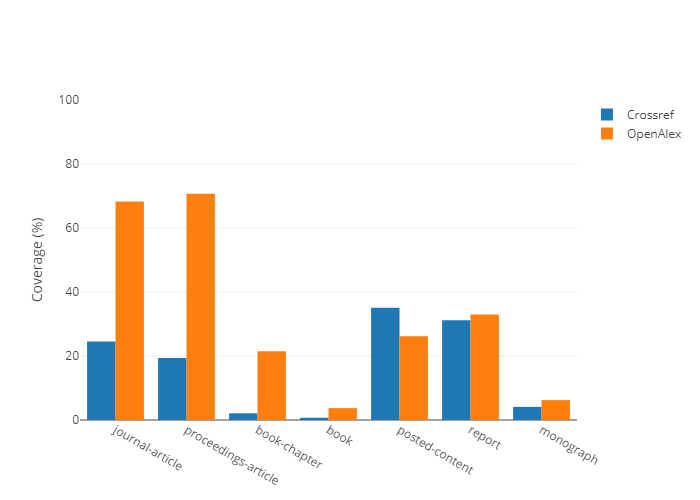 100
80
60
40
20
0
Coverage (%)
journal-article
proceedings-article
book-chapter
book
posted-content
report
monograph
Crossref
OpenAlex